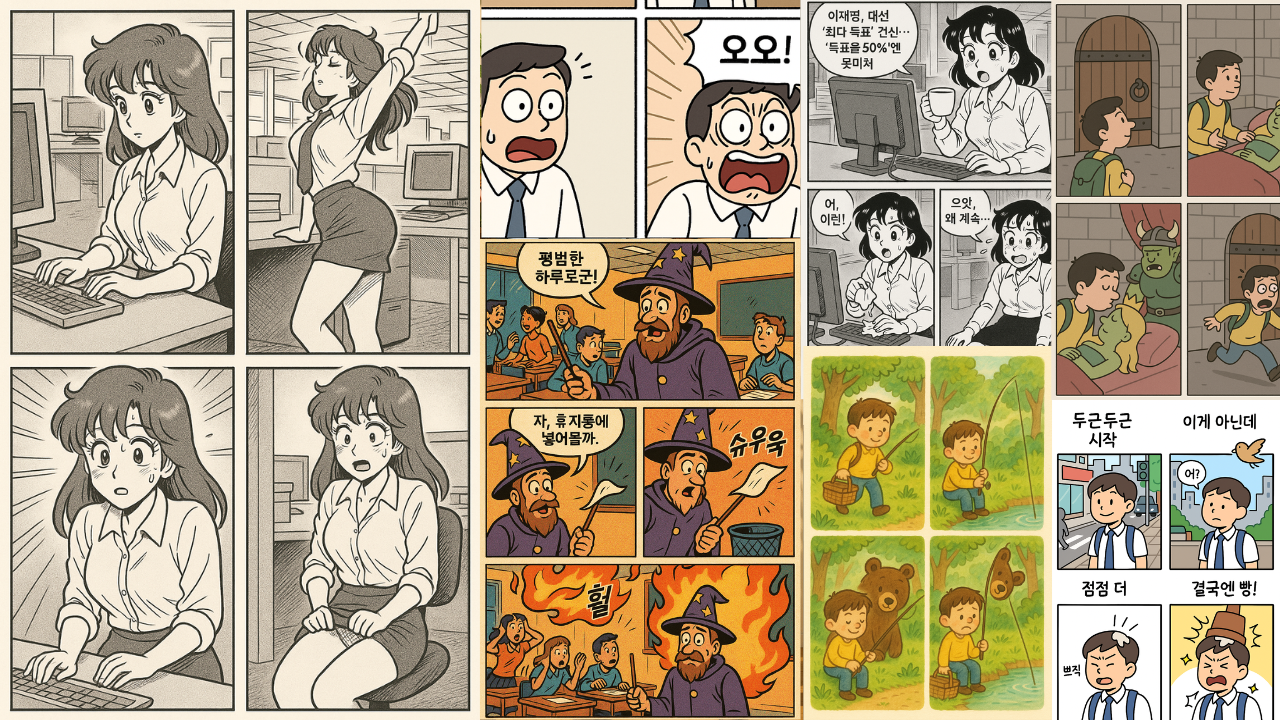 오오!
평범한
하루로군!
자, 휴지통에
넣어볼까.
슈우욱
훨
이재명, 대선
'최다 득표' 건신…
'득표율 50%'엔
못미처
어,
이런!
으앗,
왜 계속…
두근두근
시작
이게 아닌데
어?
점점 더
쁘직
결국엔 빵!